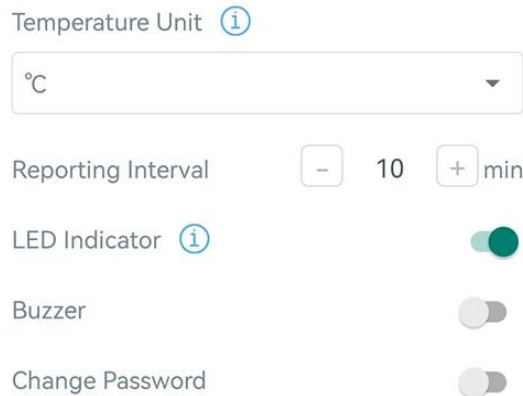 Temperature Unit
℃
Reporting Interval - 10 + min
LED Indicator
Buzzer
Change Password